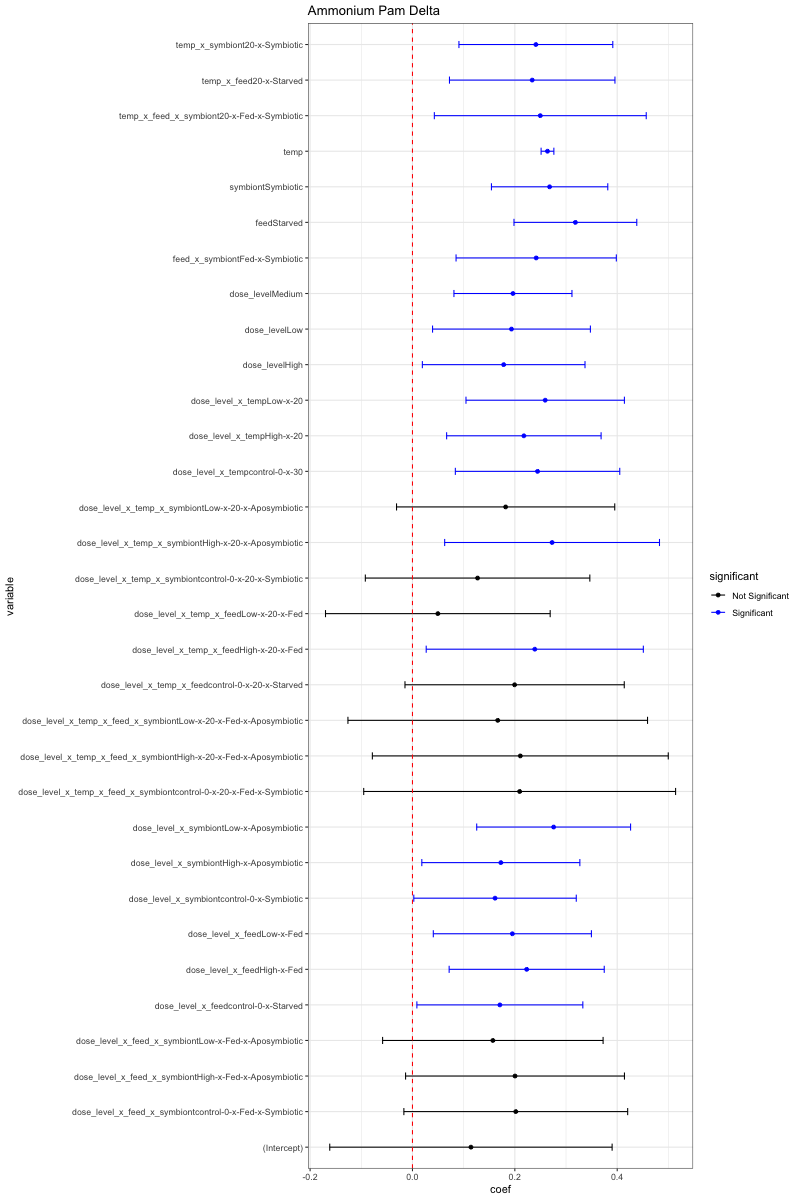 Ammonium Pam Delta
temp_x_symbiont20-x-Symbiotic
temp_x_feed20-x-Starved
temp_x_feed_x_symbiont20-x-Fed-x-Symbiotic
temp
symbiontSymbiotic
feedStarved
feed_x_symbiontFed-x-Symbiotic
dose_levelMedium
dose_levelLow
dose_levelHigh
dose_level_x_tempLow-x-20
dose_level_x_tempHigh-x-20
dose_level_x_tempcontrol-0-x-30
dose_level_x_temp_x_symbiontLow-x-20-x-Aposymbiotic
dose_level_x_temp_x_symbiontHigh-x-20-x-Aposymbiotic
dose_level_x_temp_x_symbiontcontrol-0-x-20-x-Symbiotic
dose_level_x_temp_x_feedLow-x-20-x-Fed
dose_level_x_temp_x_feedHigh-x-20-x-Fed
dose_level_x_temp_x_feedcontrol-0-x-20-x-Starved
dose_level_x_temp_x_feed_x_symbiontLow-x-20-x-Fed-x-Aposymbiotic
dose_level_x_temp_x_feed_x_symbiontHigh-x-20-x-Fed-x-Aposymbiotic
dose_level_x_temp_x_feed_x_symbiontcontrol-0-x-20-x-Fed-x-Symbiotic
dose_level_x_symbiontLow-x-Aposymbiotic
dose_level_x_symbiontHigh-x-Aposymbiotic
dose_level_x_symbiontcontrol-0-x-Symbiotic
dose_level_x_feedLow-x-Fed
dose_level_x_feedHigh-x-Fed
dose_level_x_feedcontrol-0-x-Starved
dose_level_x_feed_x_symbiontLow-x-Fed-x-Aposymbiotic
dose_level_x_feed_x_symbiontHigh-x-Fed-x-Aposymbiotic
dose_level_x_feed_x_symbiontcontrol-0-x-Fed-x-Symbiotic
(Intercept)
variable
-0.2 0.0 0.2 0.4
coef
significant
Not Significant
Significant